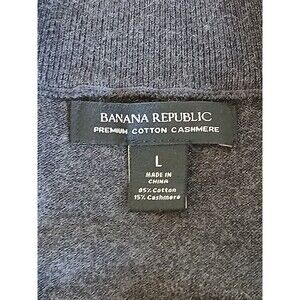 BANANA REPUBLIC
PREMIUM COTTON CASHMERE
L
MADE IN
CHINA
85% Cotton
15% Cashmere